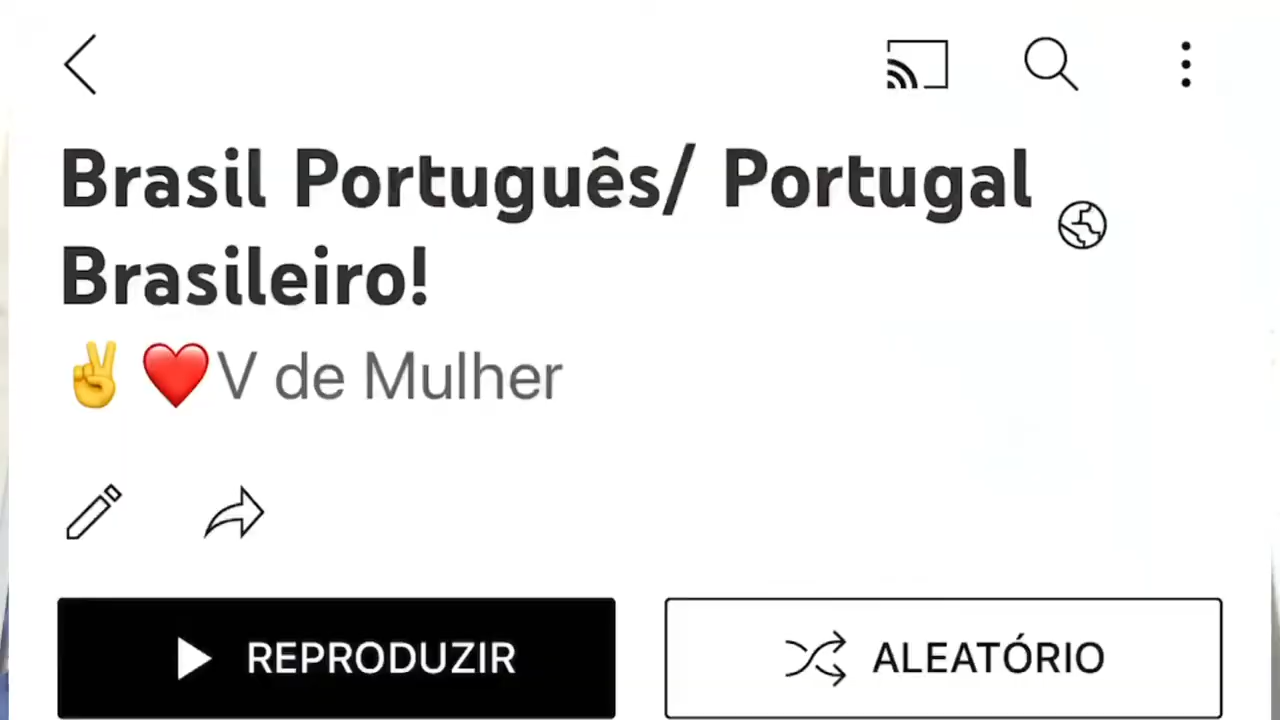 Brasil Português/ Portugal
Brasileiro!
✌️❤️V de Mulher
REPRODUZIR
ALEATÓRIO